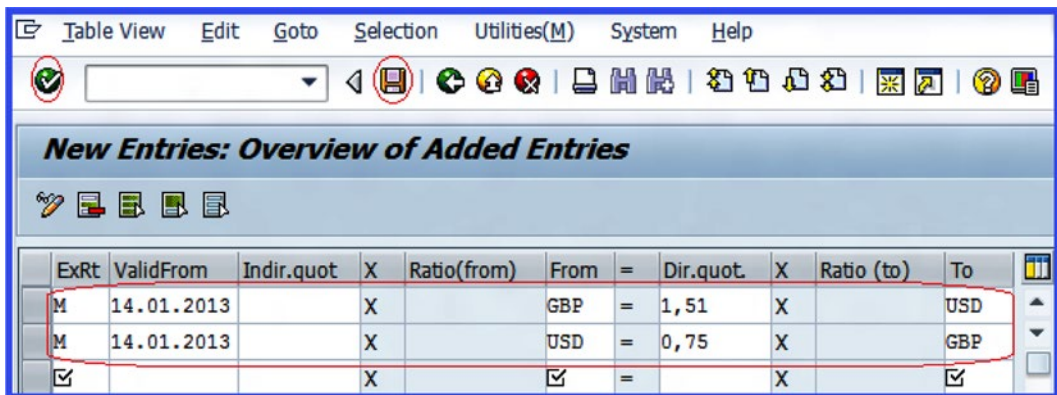 Table View Edit Goto Selection Utilities(M) System Help
New Entries: Overview of Added Entries
ExRt ValidFrom Indir.quot X Ratio(from) From = Dir.quot. X Ratio (to) To
M 14.01.2013 X GBP = 1,51 X USD
M 14.01.2013 X USD = 0,75 X GBP
X = X